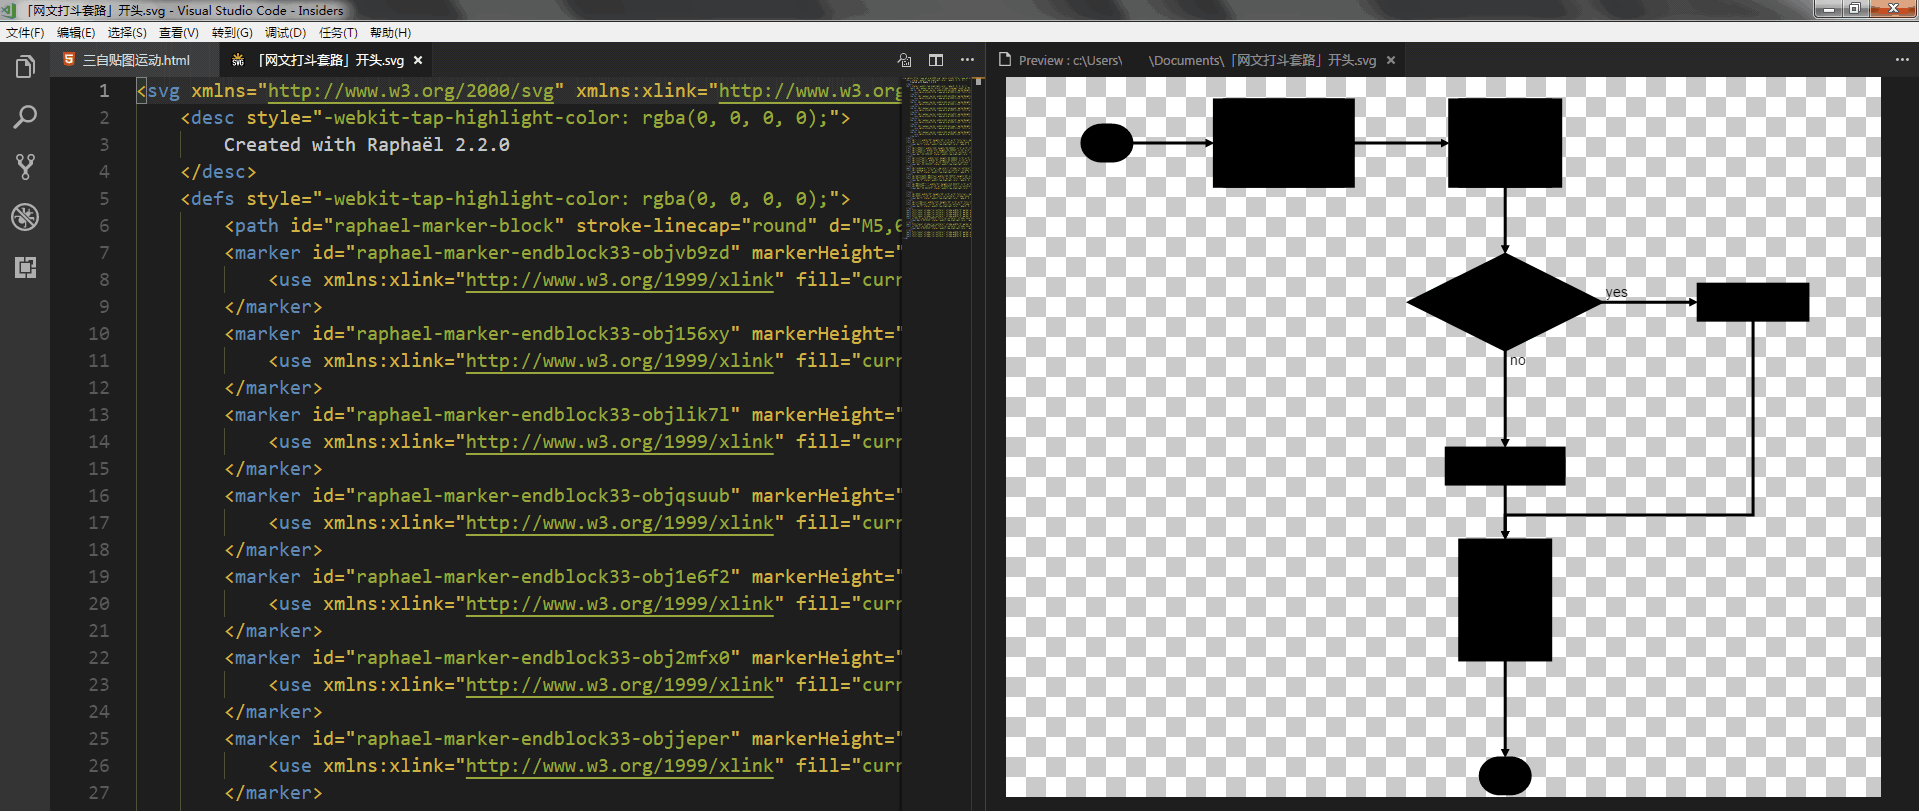 「网文打斗套路」开头.svg - Visual Studio Code - Insiders
文件(F) 编辑(E) 选择(S) 查看(V) 转到(G) 调试(D) 任务(T) 帮助(H)
三自贴图运动.html 「网文打斗套路」开头.svg ×
Preview : c:\Users\ \Documents\「网文打斗套路」开头.svg ×
1 <svg xmlns="http://www.w3.org/2000/svg" xmlns:xlink="http://www.w3.org
2 <desc style="-webkit-tap-highlight-color: rgba(0, 0, 0, 0);">
3 Created with Raphaël 2.2.0
4 </desc>
5 <defs style="-webkit-tap-highlight-color: rgba(0, 0, 0, 0);">
6 <path id="raphael-marker-block" stroke-linecap="round" d="M5,0
7 <marker id="raphael-marker-endblock33-objvb9zd" markerHeight="
8 <use xmlns:xlink="http://www.w3.org/1999/xlink" fill="curr
9 </marker>
10 <marker id="raphael-marker-endblock33-obj156xy" markerHeight="
11 <use xmlns:xlink="http://www.w3.org/1999/xlink" fill="curr
12 </marker>
13 <marker id="raphael-marker-endblock33-objlik7l" markerHeight="
14 <use xmlns:xlink="http://www.w3.org/1999/xlink" fill="curr
15 </marker>
16 <marker id="raphael-marker-endblock33-objqsuub" markerHeight="
17 <use xmlns:xlink="http://www.w3.org/1999/xlink" fill="curr
18 </marker>
19 <marker id="raphael-marker-endblock33-obj1e6f2" markerHeight="
20 <use xmlns:xlink="http://www.w3.org/1999/xlink" fill="curr
21 </marker>
22 <marker id="raphael-marker-endblock33-obj2mfx0" markerHeight="
23 <use xmlns:xlink="http://www.w3.org/1999/xlink" fill="curr
24 </marker>
25 <marker id="raphael-marker-endblock33-objjeper" markerHeight="
26 <use xmlns:xlink="http://www.w3.org/1999/xlink" fill="curr
27 </marker>
yes
no